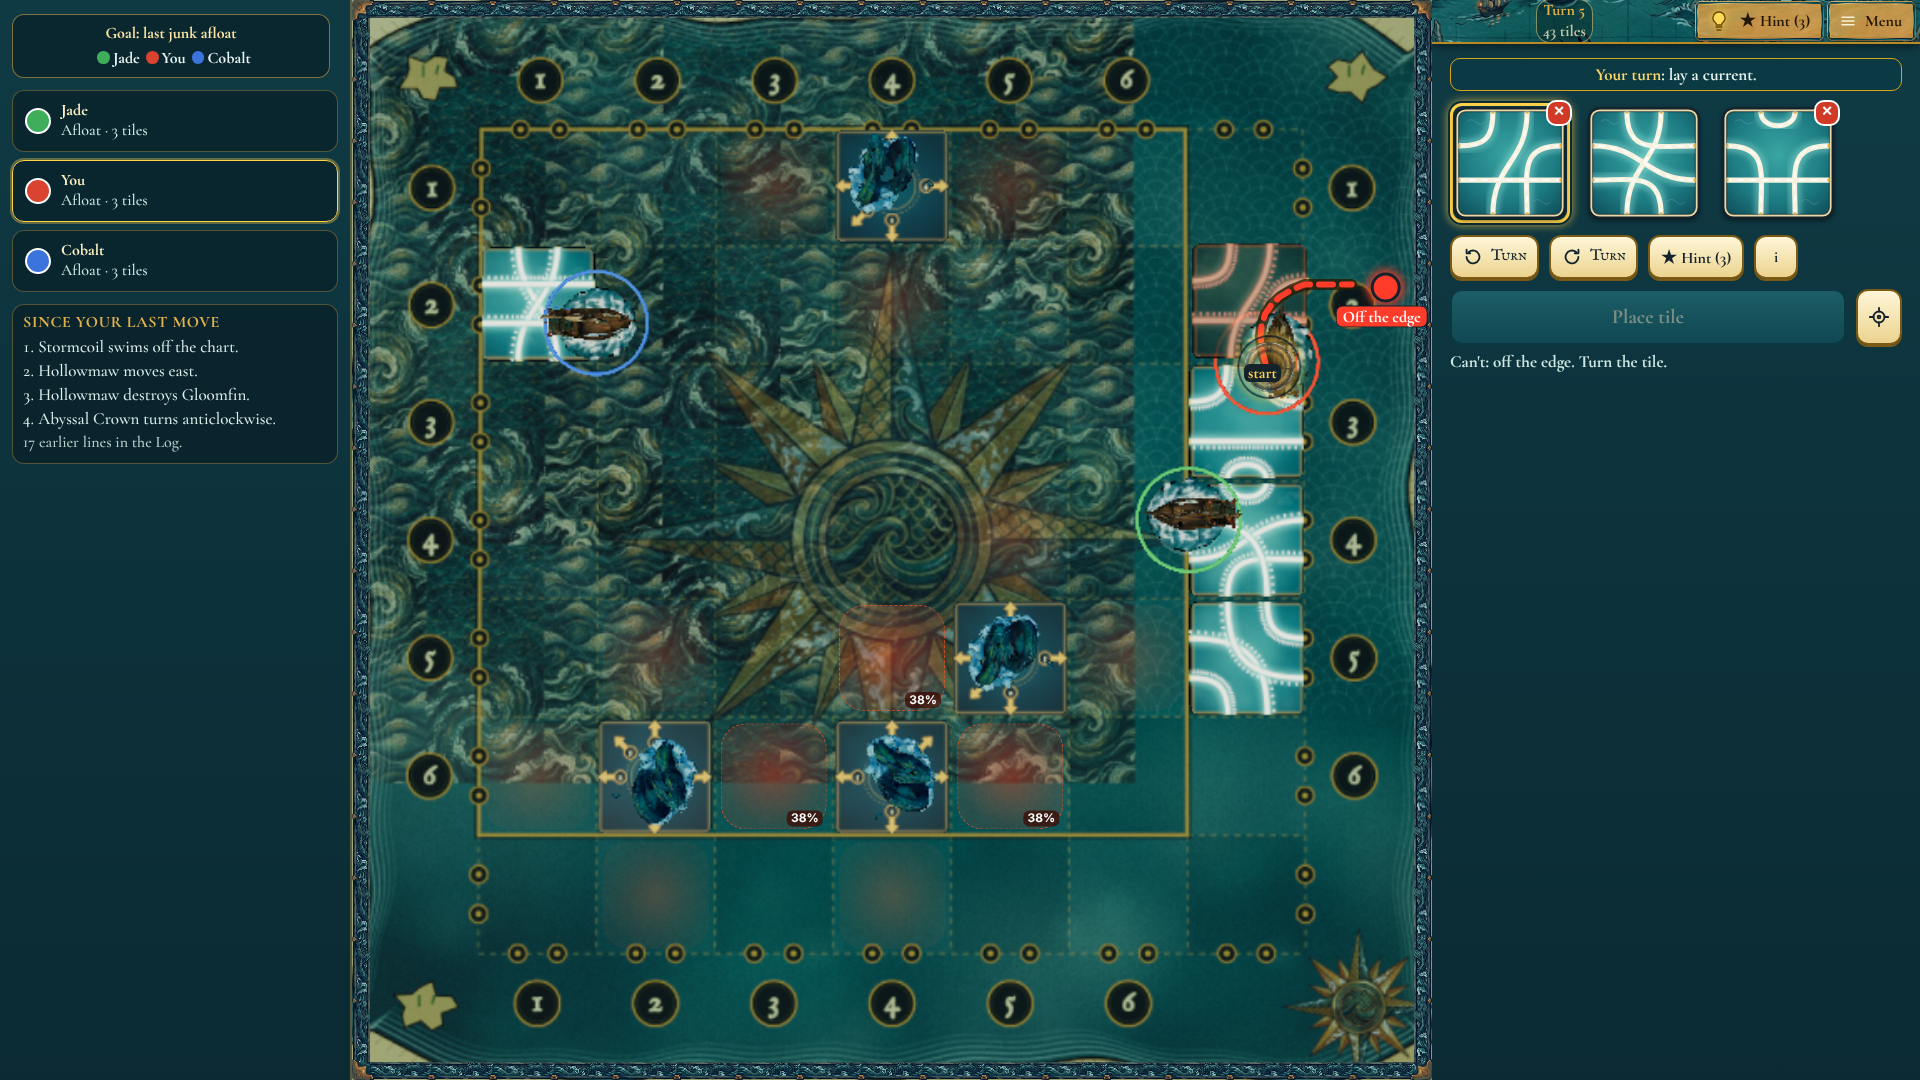 Goal: last junk afloat
Jade You Cobalt
Jade
Afloat · 3 tiles
You
Afloat · 3 tiles
Cobalt
Afloat · 3 tiles
SINCE YOUR LAST MOVE
1. Stormcoil swims off the chart.
2. Hollowmaw moves east.
3. Hollowmaw destroys Gloomfin.
4. Abyssal Crown turns anticlockwise.
17 earlier lines in the Log.
1 2 3 4 5 6
1 1
2
Off the edge
start
3 3
4 4
5 5
38%
6 6
38% 38%
1 2 3 4 5 6
Turn 5
43 tiles
★ Hint (3)
Menu
Your turn: lay a current.
Turn Turn ★ Hint (3) i
Place tile
Can't: off the edge. Turn the tile.